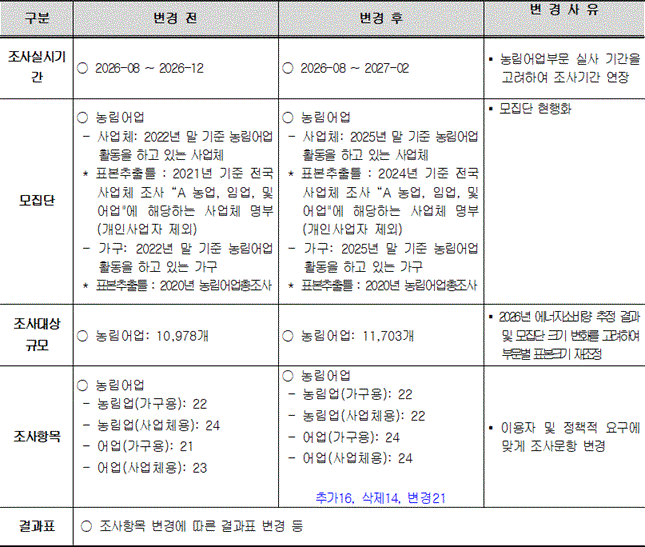 구분 변경 전 변경 후 변 경 사 유
조사실시기
간
○ 2026-08 ~ 2026-12
○ 2026-08 ~ 2027-02
▪ 농림어업부문 실사 기간을
고려하여 조사기간 연장
모집단
○ 농림어업
- 사업체: 2022년 말 기준 농림어업
활동을 하고 있는 사업체
* 표본추출틀 : 2021년 기준 전국
사업체 조사 “A 농업, 임업, 및
어업"에 해당하는 사업체 명부
(개인사업자 제외)
- 가구: 2022년 말 기준 농림어업
활동을 하고 있는 가구
* 표본추출틀 : 2020년 농림어업총조사
○ 농림어업
- 사업체: 2025년 말 기준 농림어업
활동을 하고 있는 사업체
* 표본추출틀 : 2024년 기준 전국
사업체 조사 “A 농업, 임업, 및
어업"에 해당하는 사업체 명부
(개인사업자 제외)
- 가구: 2025년 말 기준 농림어업
활동을 하고 있는 가구
* 표본추출틀 : 2020년 농림어업총조사
▪ 모집단 현행화
조사대상
규모
○ 농림어업: 10,978개
○ 농림어업: 11,703개
▪ 2026년 에너지소비량 추정 결과
및 모집단 크기 변화를 고려하여
부문별 표본크기 재조정
조사항목
○ 농림어업
- 농림업(가구용): 22
- 농림업(사업체용): 24
- 어업(가구용): 21
- 어업(사업체용): 23
○ 농림어업
- 농림업(가구용): 22
- 농림업(사업체용): 22
- 어업(가구용): 24
- 어업(사업체용): 24
추가16, 삭제14, 변경21
▪ 이용자 및 정책적 요구에
맞게 조사문항 변경
결과표
○ 조사항목 변경에 따른 결과표 변경 등